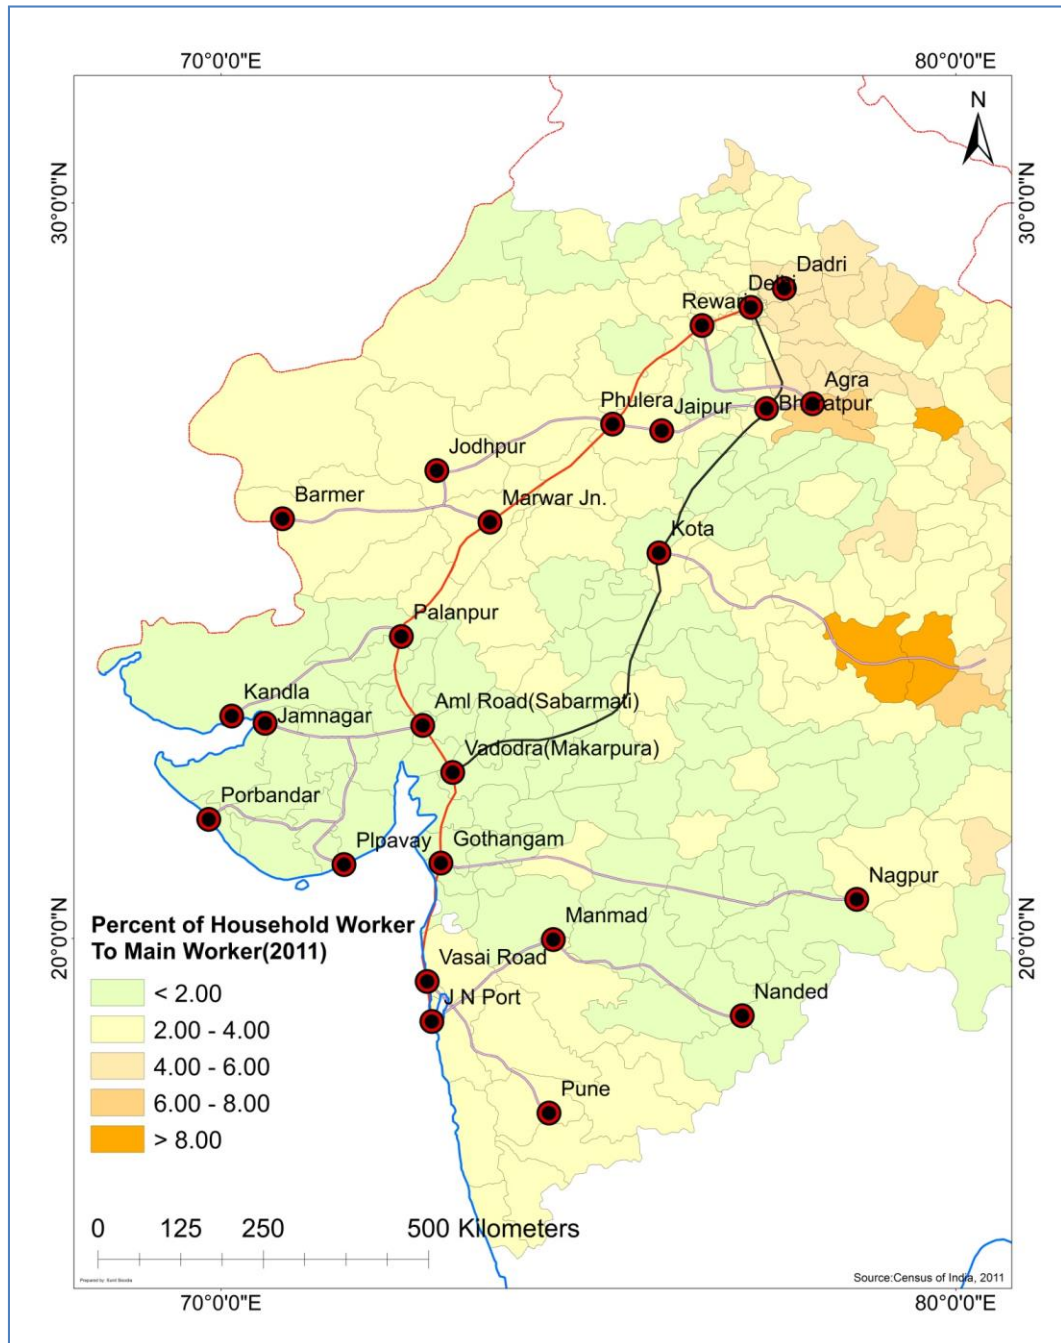 70°0'0"E
80°0'0"E
N
30°0'0"N
30°0'0"N
Dadri
Delhi
Rewari
Agra
Bharatpur
Phulera
Jaipur
Jodhpur
Barmer
Marwar Jn.
Kota
Palanpur
Kandla
Jamnagar
Aml Road(Sabarmati)
Vadodra(Makarpura)
Porbandar
Plpavay
Gothangam
Nagpur
Manmad
20°0'0"N
20°0'0"N
Vasai Road
J N Port
Nanded
Pune
Percent of Household Worker
To Main Worker(2011)
< 2.00
2.00 - 4.00
4.00 - 6.00
6.00 - 8.00
> 8.00
0 125 250 500 Kilometers
Source:Census of India, 2011
70°0'0"E
80°0'0"E